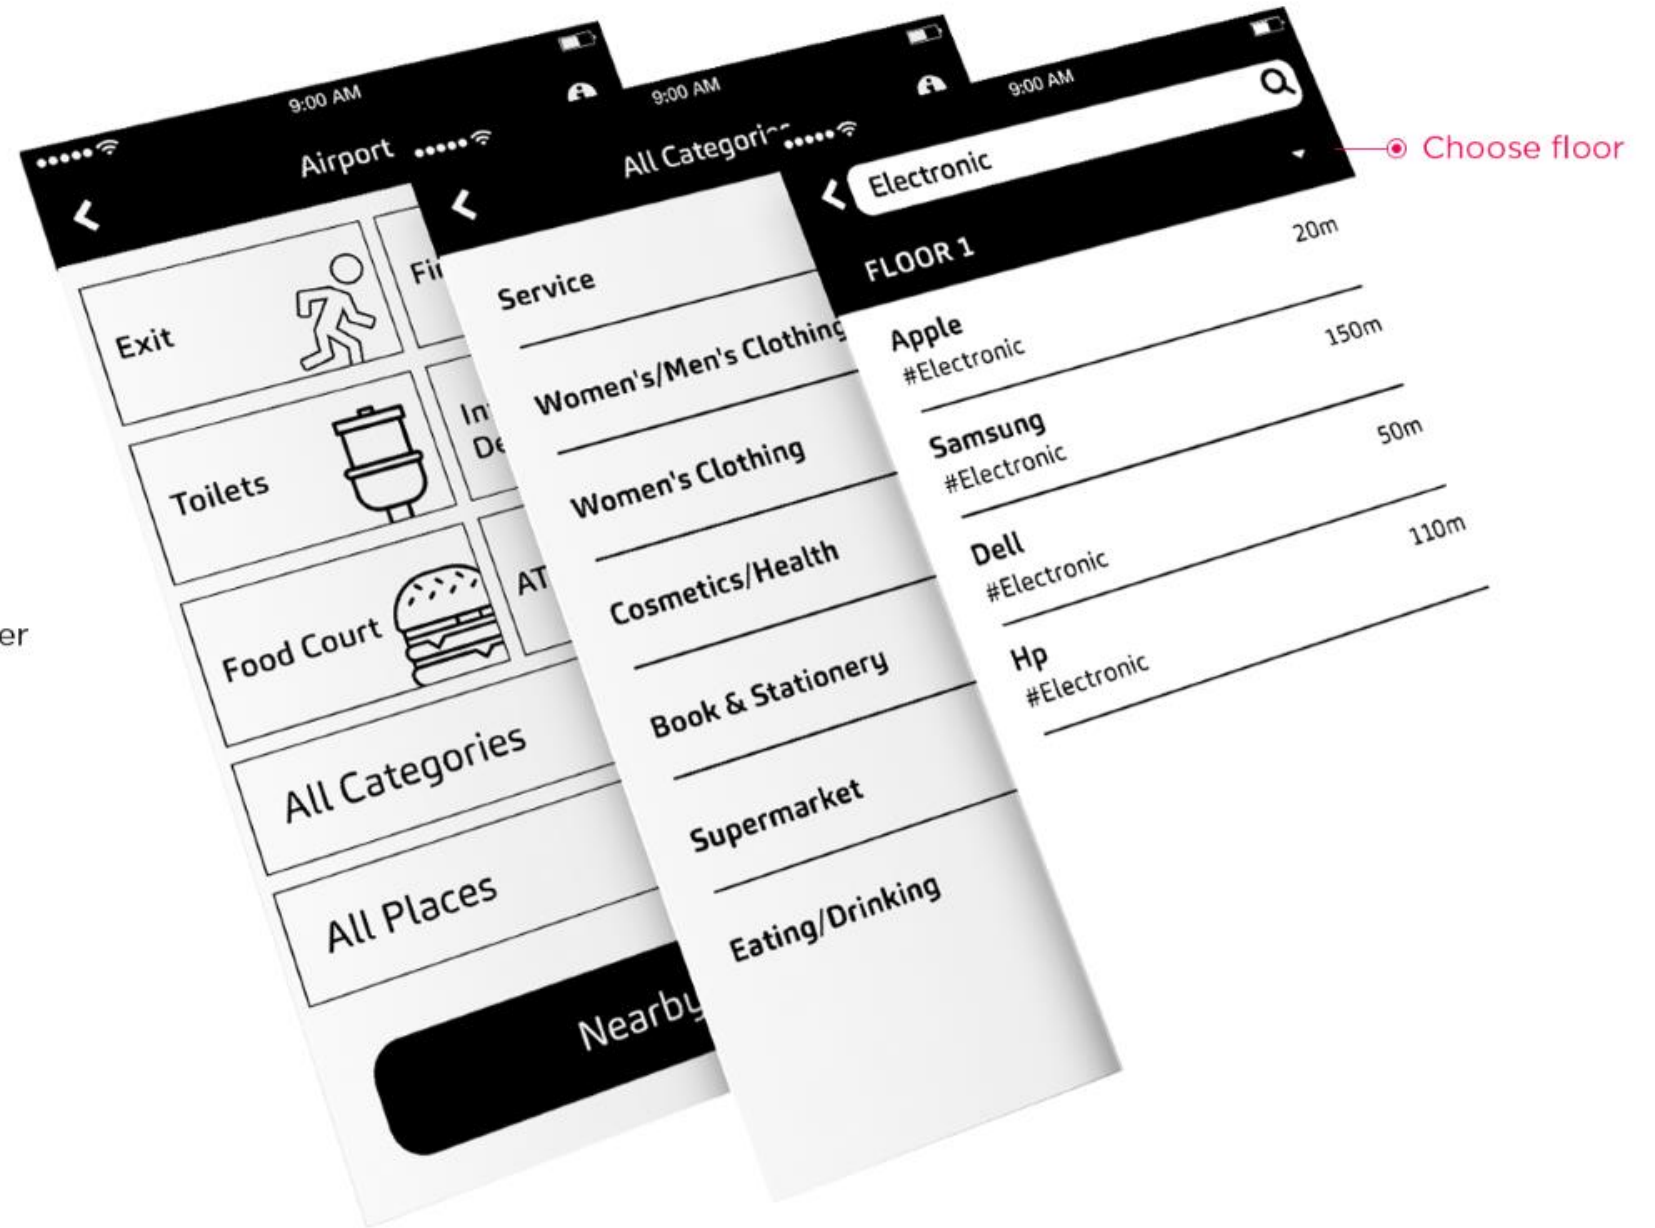 er
9:00 AM
Airport
Exit
Toilets
Food Court
All Categories
All Places
Nearby
9:00 AM
Service
Women's/Men's Clothing
Women's Clothing
Cosmetics/Health
Book & Stationery
Supermarket
Eating/Drinking
9:00 AM
Electronic
FLOOR 1
Apple 20m
#Electronic
Samsung 150m
#Electronic
Dell 50m
#Electronic
Hp 110m
#Electronic
Choose floor